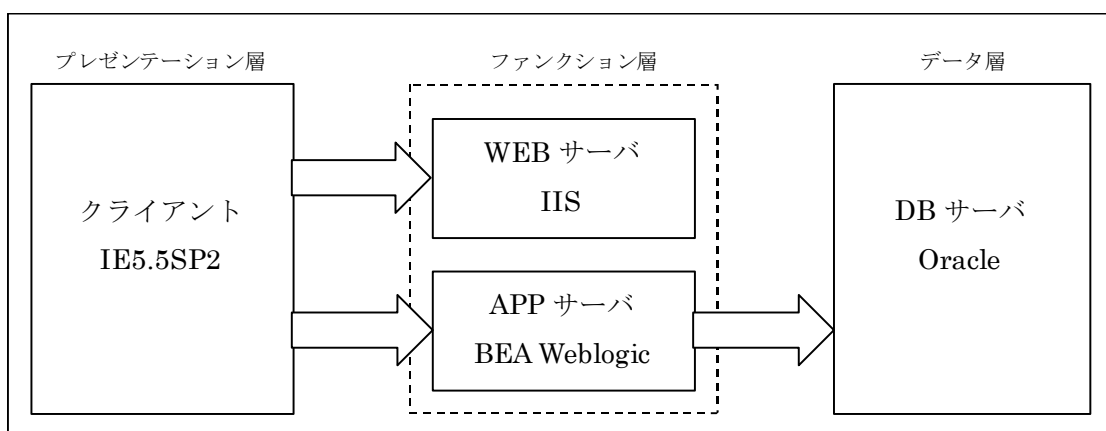 プレゼンテーション層
ファンクション層
データ層
クライアント
IE5.5SP2
WEB サーバ
IIS
APP サーバ
BEA Weblogic
DB サーバ
Oracle